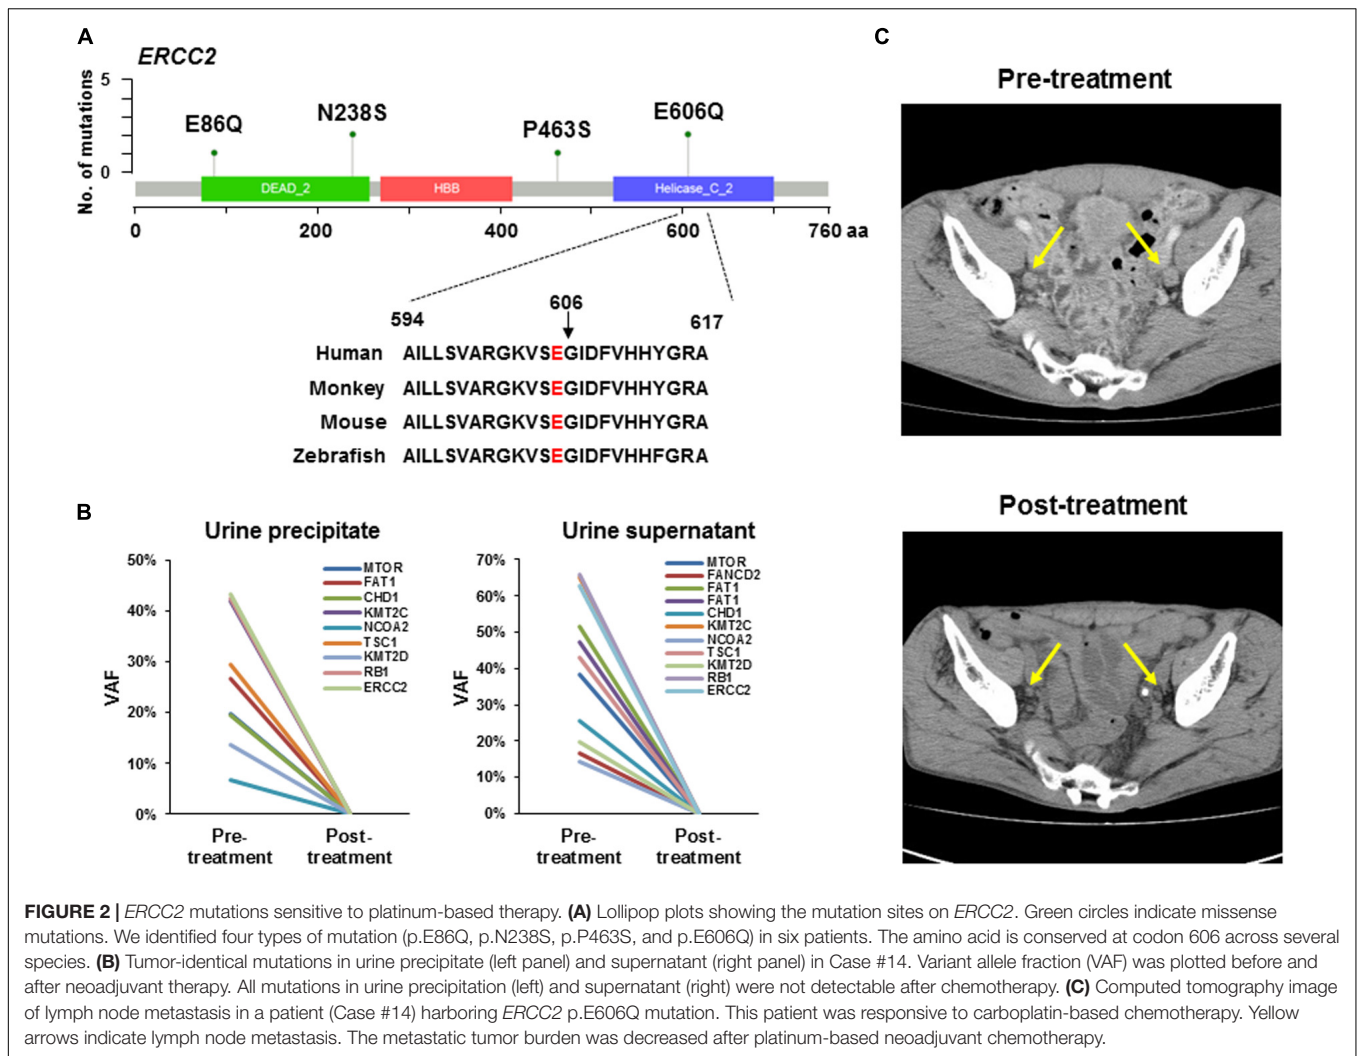 A
ERCC2
No. of mutations
5
0
E86Q
N238S
P463S
E606Q
DEAD_2
HBB
Helicase_C_2
0
200
400
600
760 aa
594
606
617
Human AILLSVARGKVSEGIDFVHHYGRA
Monkey AILLSVARGKVSEGIDFVHHYGRA
Mouse AILLSVARGKVSEGIDFVHHYGRA
Zebrafish AILLSVARGKVSEGIDFVHHFGRA
B
Urine precipitate
VAF
50%
40%
30%
20%
10%
0%
MTOR
FAT1
CHD1
KMT2C
NCOA2
TSC1
KMT2D
RB1
ERCC2
Pre-
treatment
Post-
treatment
Urine supernatant
VAF
70%
60%
50%
40%
30%
20%
10%
0%
MTOR
FANCD2
FAT1
FAT1
CHD1
KMT2C
NCOA2
TSC1
KMT2D
RB1
ERCC2
Pre-
treatment
Post-
treatment
C
Pre-treatment
Post-treatment
FIGURE 2 | ERCC2 mutations sensitive to platinum-based therapy. (A) Lollipop plots showing the mutation sites on ERCC2. Green circles indicate missense
mutations. We identified four types of mutation (p.E86Q, p.N238S, p.P463S, and p.E606Q) in six patients. The amino acid is conserved at codon 606 across several
species. (B) Tumor-identical mutations in urine precipitate (left panel) and supernatant (right panel) in Case #14. Variant allele fraction (VAF) was plotted before and
after neoadjuvant therapy. All mutations in urine precipitation (left) and supernatant (right) were not detectable after chemotherapy. (C) Computed tomography image
of lymph node metastasis in a patient (Case #14) harboring ERCC2 p.E606Q mutation. This patient was responsive to carboplatin-based chemotherapy. Yellow
arrows indicate lymph node metastasis. The metastatic tumor burden was decreased after platinum-based neoadjuvant chemotherapy.